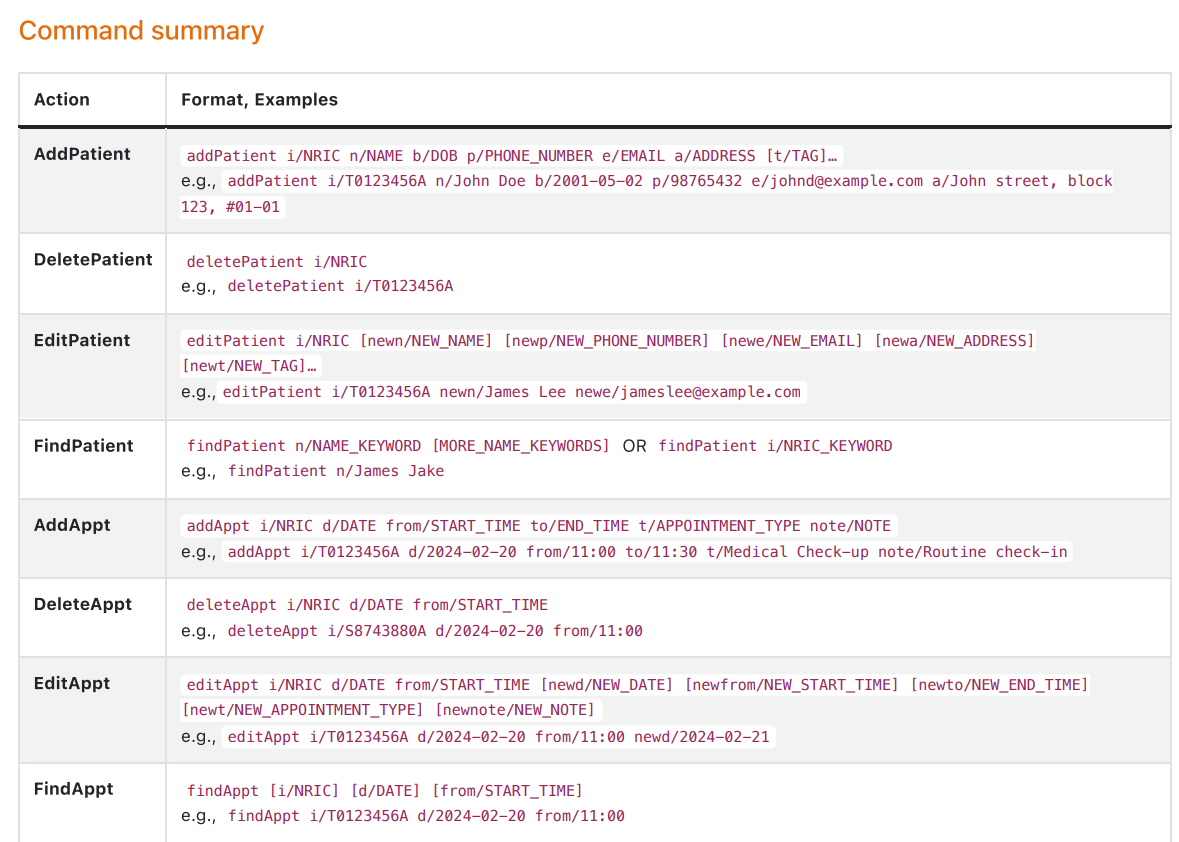 Command summary
Action Format, Examples
AddPatient addPatient i/NRIC n/NAME b/DOB p/PHONE_NUMBER e/EMAIL a/ADDRESS [t/TAG]…
e.g., addPatient i/T0123456A n/John Doe b/2001-05-02 p/98765432 e/johnd@example.com a/John street, block
123, #01-01
DeletePatient deletePatient i/NRIC
e.g., deletePatient i/T0123456A
EditPatient editPatient i/NRIC [newn/NEW_NAME] [newp/NEW_PHONE_NUMBER] [newe/NEW_EMAIL] [newa/NEW_ADDRESS]
[newt/NEW_TAG]…
e.g., editPatient i/T0123456A newn/James Lee newe/jameslee@example.com
FindPatient findPatient n/NAME_KEYWORD [MORE_NAME_KEYWORDS] OR findPatient i/NRIC_KEYWORD
e.g., findPatient n/James Jake
AddAppt addAppt i/NRIC d/DATE from/START_TIME to/END_TIME t/APPOINTMENT_TYPE note/NOTE
e.g., addAppt i/T0123456A d/2024-02-20 from/11:00 to/11:30 t/Medical Check-up note/Routine check-in
DeleteAppt deleteAppt i/NRIC d/DATE from/START_TIME
e.g., deleteAppt i/S8743880A d/2024-02-20 from/11:00
EditAppt editAppt i/NRIC d/DATE from/START_TIME [newd/NEW_DATE] [newfrom/NEW_START_TIME] [newto/NEW_END_TIME]
[newt/NEW_APPOINTMENT_TYPE] [newnote/NEW_NOTE]
e.g., editAppt i/T0123456A d/2024-02-20 from/11:00 newd/2024-02-21
FindAppt findAppt [i/NRIC] [d/DATE] [from/START_TIME]
e.g., findAppt i/T0123456A d/2024-02-20 from/11:00